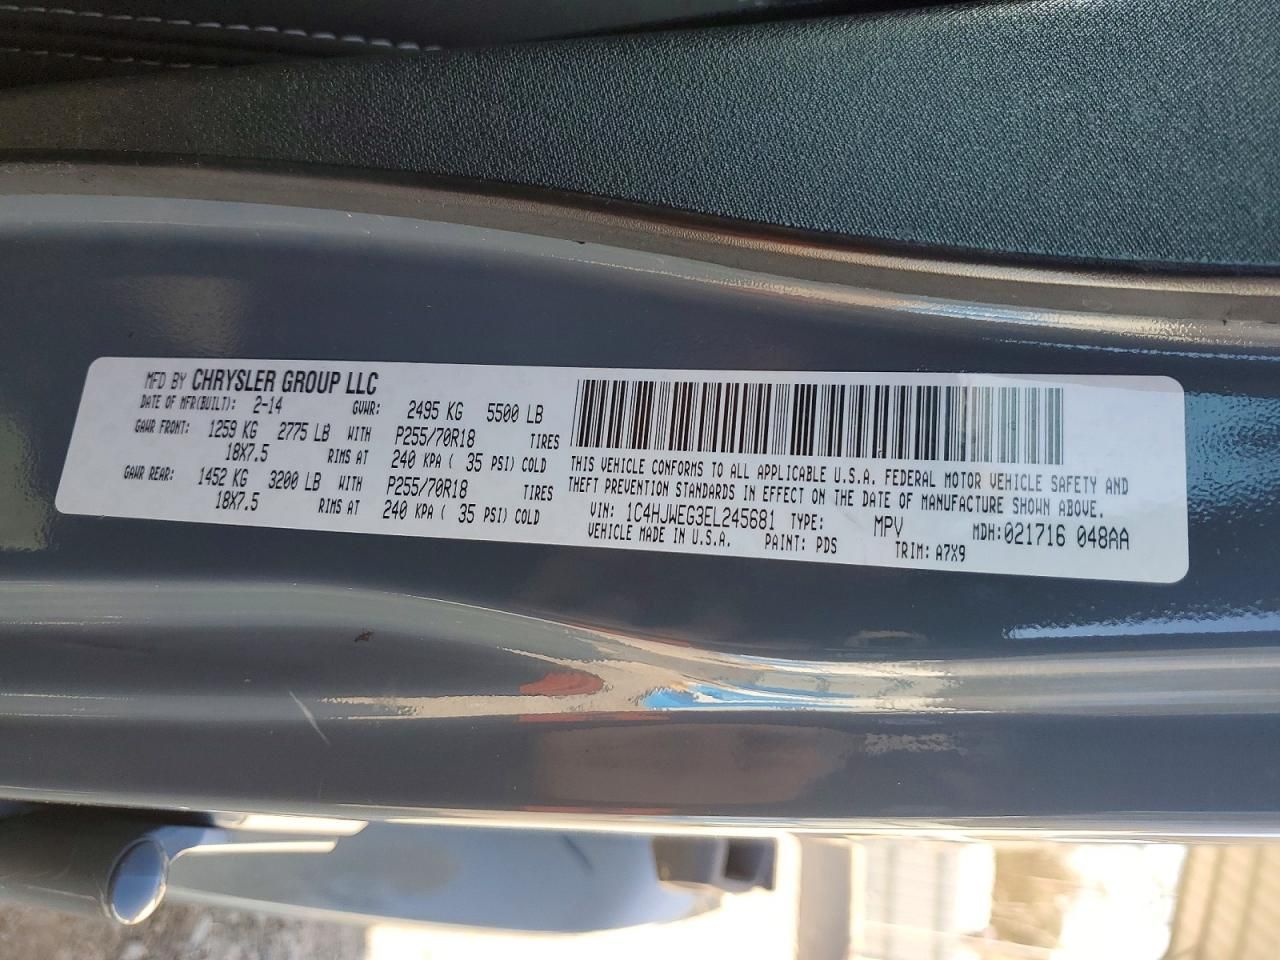 MFD BY CHRYSLER GROUP LLC
DATE OF MFR(BUILT): 2-14 GVWR: 2495 KG 5500 LB
GAWR FRONT: 1259 KG 2775 LB WITH P255/70R18 TIRES
18X7.5 RIMS AT 240 KPA ( 35 PSI) COLD
GAWR REAR: 1452 KG 3200 LB WITH P255/70R18 TIRES
18X7.5 RIMS AT 240 KPA ( 35 PSI) COLD
THIS VEHICLE CONFORMS TO ALL APPLICABLE U.S.A. FEDERAL MOTOR VEHICLE SAFETY AND
THEFT PREVENTION STANDARDS IN EFFECT ON THE DATE OF MANUFACTURE SHOWN ABOVE.
VIN: 1C4HJWEG3EL245681 TYPE: MPV MDH:021716 048AA
VEHICLE MADE IN U.S.A. PAINT: PDS TRIM: A7X9